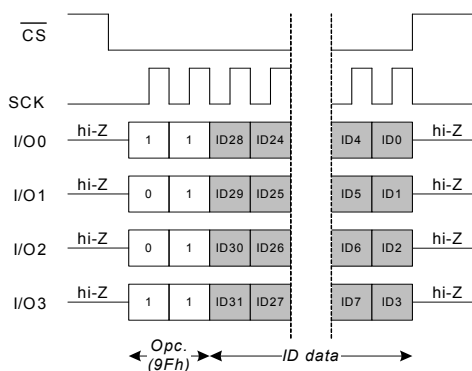 CS
SCK
I/O0 hi-Z 1 1 ID28 ID24 ID4 ID0 hi-Z
I/O1 hi-Z 0 1 ID29 ID25 ID5 ID1 hi-Z
I/O2 hi-Z 0 1 ID30 ID26 ID6 ID2 hi-Z
I/O3 hi-Z 1 1 ID31 ID27 ID7 ID3 hi-Z
Opc. ID data
(9Fh)